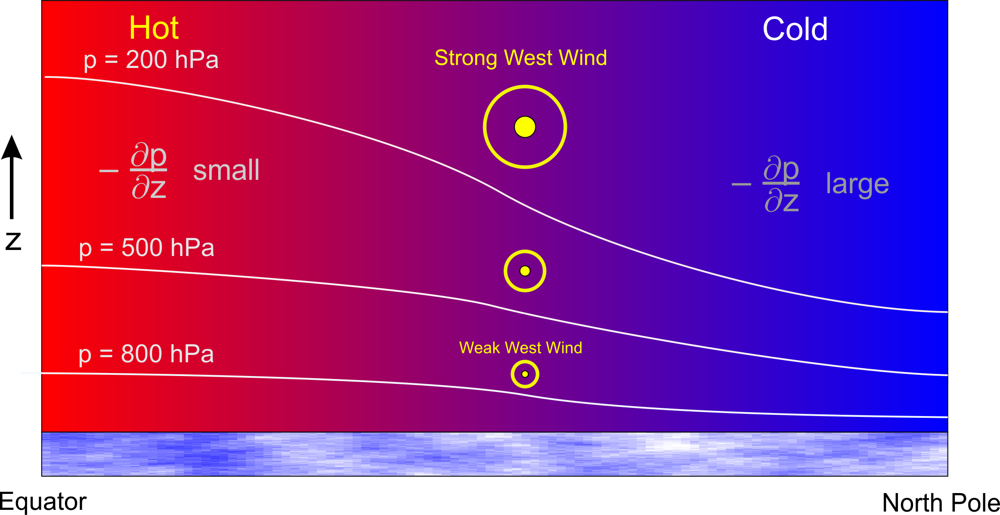 Hot
Cold
p = 200 hPa
Strong West Wind
− ∂p/∂z small
− ∂p/∂z large
z
p = 500 hPa
p = 800 hPa
Weak West Wind
Equator
North Pole